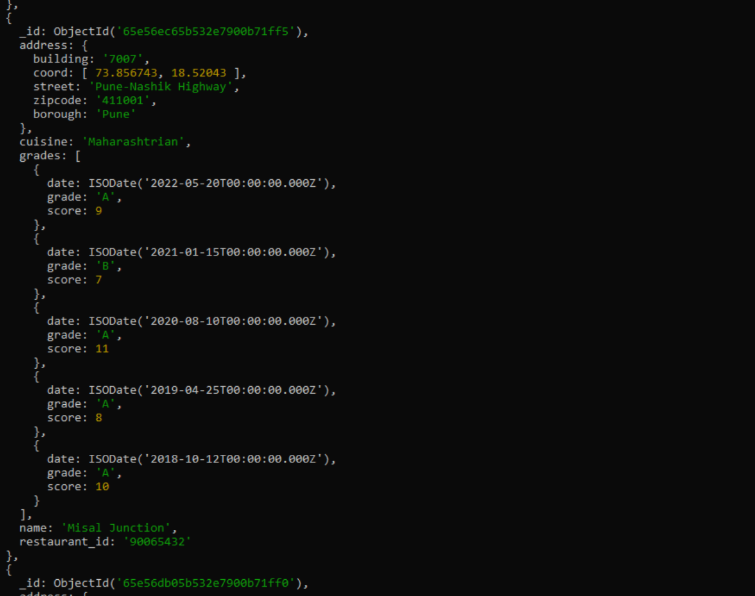 },
{
  _id: ObjectId('65e56ec65b532e7900b71ff5'),
  address: {
    building: '7007',
    coord: [ 73.856743, 18.52043 ],
    street: 'Pune-Nashik Highway',
    zipcode: '411001',
    borough: 'Pune'
  },
  cuisine: 'Maharashtrian',
  grades: [
    {
      date: ISODate('2022-05-20T00:00:00.000Z'),
      grade: 'A',
      score: 9
    },
    {
      date: ISODate('2021-01-15T00:00:00.000Z'),
      grade: 'B',
      score: 7
    },
    {
      date: ISODate('2020-08-10T00:00:00.000Z'),
      grade: 'A',
      score: 11
    },
    {
      date: ISODate('2019-04-25T00:00:00.000Z'),
      grade: 'A',
      score: 8
    },
    {
      date: ISODate('2018-10-12T00:00:00.000Z'),
      grade: 'A',
      score: 10
    }
  ],
  name: 'Misal Junction',
  restaurant_id: '90065432'
},
{
  _id: ObjectId('65e56db05b532e7900b71ff0'),
  address: {